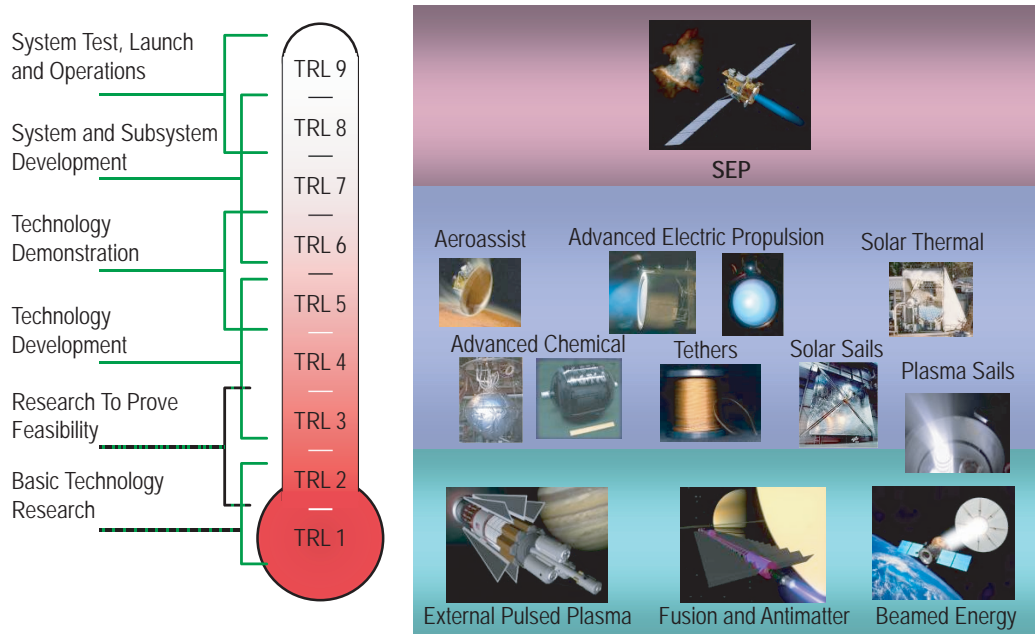 System Test, Launch
and Operations
System and Subsystem
Development
Technology
Demonstration
Technology
Development
Research To Prove
Feasibility
Basic Technology
Research
TRL 9
TRL 8
TRL 7
TRL 6
TRL 5
TRL 4
TRL 3
TRL 2
TRL 1
SEP
Aeroassist
Advanced Electric Propulsion
Solar Thermal
Advanced Chemical
Tethers
Solar Sails
Plasma Sails
External Pulsed Plasma
Fusion and Antimatter
Beamed Energy